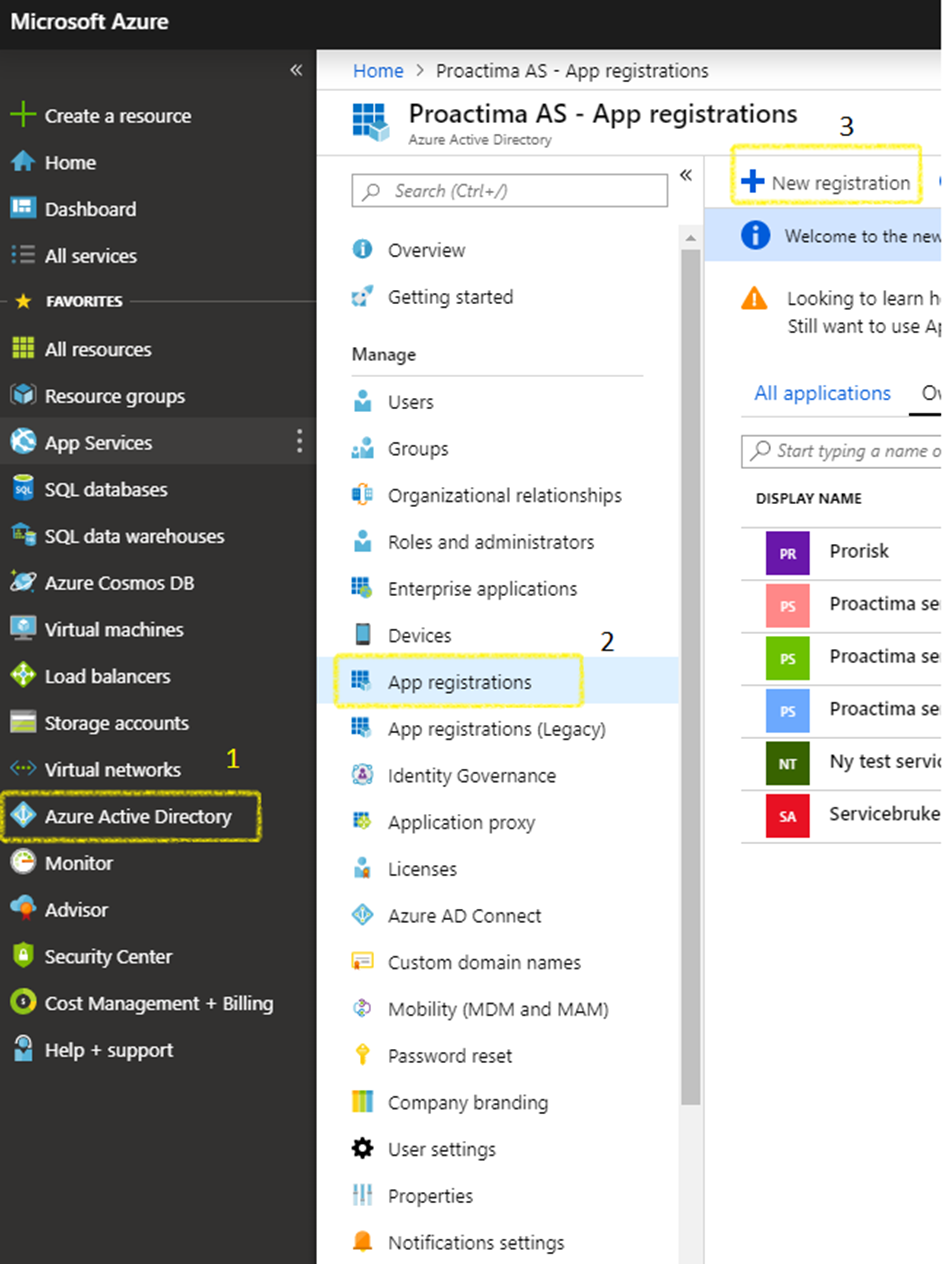 Microsoft Azure
«
Create a resource
Home
Dashboard
All services
FAVORITES
All resources
Resource groups
App Services
SQL databases
SQL
SQL data warehouses
Azure Cosmos DB
Virtual machines
Load balancers
Storage accounts
Virtual networks
1
Azure Active Directory
Monitor
Advisor
Security Center
Cost Management + Billing
Help + support
Home > Proactima AS - App registrations
Proactima AS - App registrations
Azure Active Directory
Search (Ctrl+/)
«
Overview
Getting started
Manage
Users
Groups
Organizational relationships
Roles and administrators
Enterprise applications
Devices
2
App registrations
App registrations (Legacy)
Identity Governance
Application proxy
Licenses
Azure AD Connect
Custom domain names
Mobility (MDM and MAM)
Password reset
Company branding
User settings
Properties
Notifications settings
3
New registration
Welcome to the new
Looking to learn h
Still want to use Ap
All applications Ov
Start typing a name o
DISPLAY NAME
PR Prorisk
PS Proactima se
PS Proactima se
PS Proactima se
NT Ny test servic
SA Servicebruke